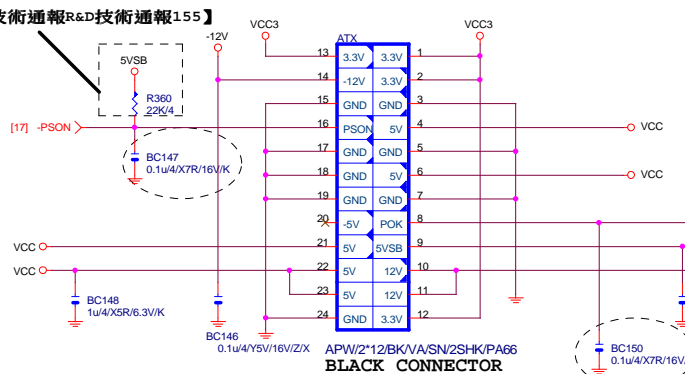 技術通報R&D技術通報155】
VCC3
VCC3
-12V
5VSB
R360
22K/4
[17] -PSON
BC147
0.1u/4/X7R/16V/K
ATX
13 3.3V 3.3V 1
14 -12V 3.3V 2
15 GND GND 3
16 PSON 5V 4
17 GND GND 5
18 GND 5V 6
19 GND GND 7
20 -5V POK 8
21 5V 5VSB 9
22 5V 12V 10
23 5V 12V 11
24 GND 3.3V 12
VCC
VCC
VCC
VCC
BC148
1u/4/X5R/6.3V/K
BC146
0.1u/4/Y5V/16V/Z/X
APW/2*12/BK/VA/SN/2SHK/PA66
BLACK CONNECTOR
BC150
0.1u/4/X7R/16V/